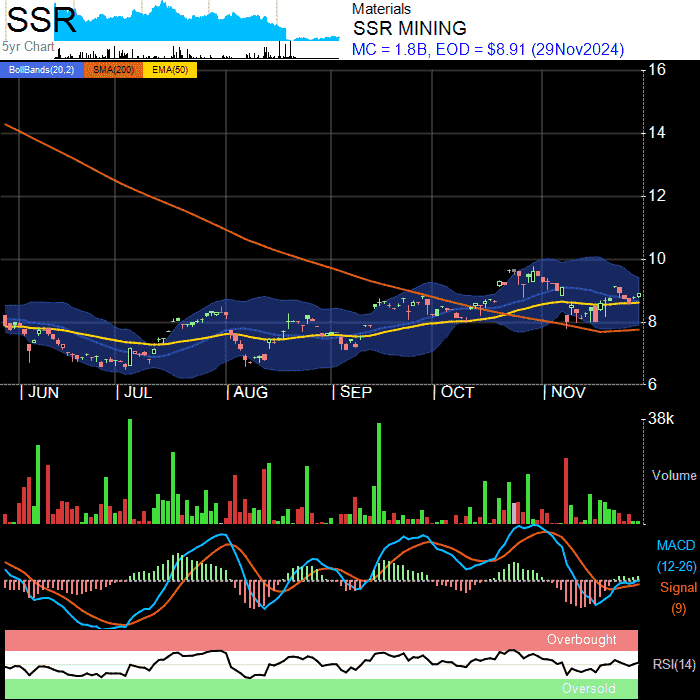 SSR
5yr Chart
Materials
SSR MINING
MC = 1.8B, EOD = $8.91 (29Nov2024)
BollBands(20,2) SMA(200) EMA(50)
16
14
12
10
8
6
JUN JUL AUG SEP OCT NOV
38k
Volume
MACD
(12-26)
Signal
(9)
Overbought
RSI(14)
Oversold